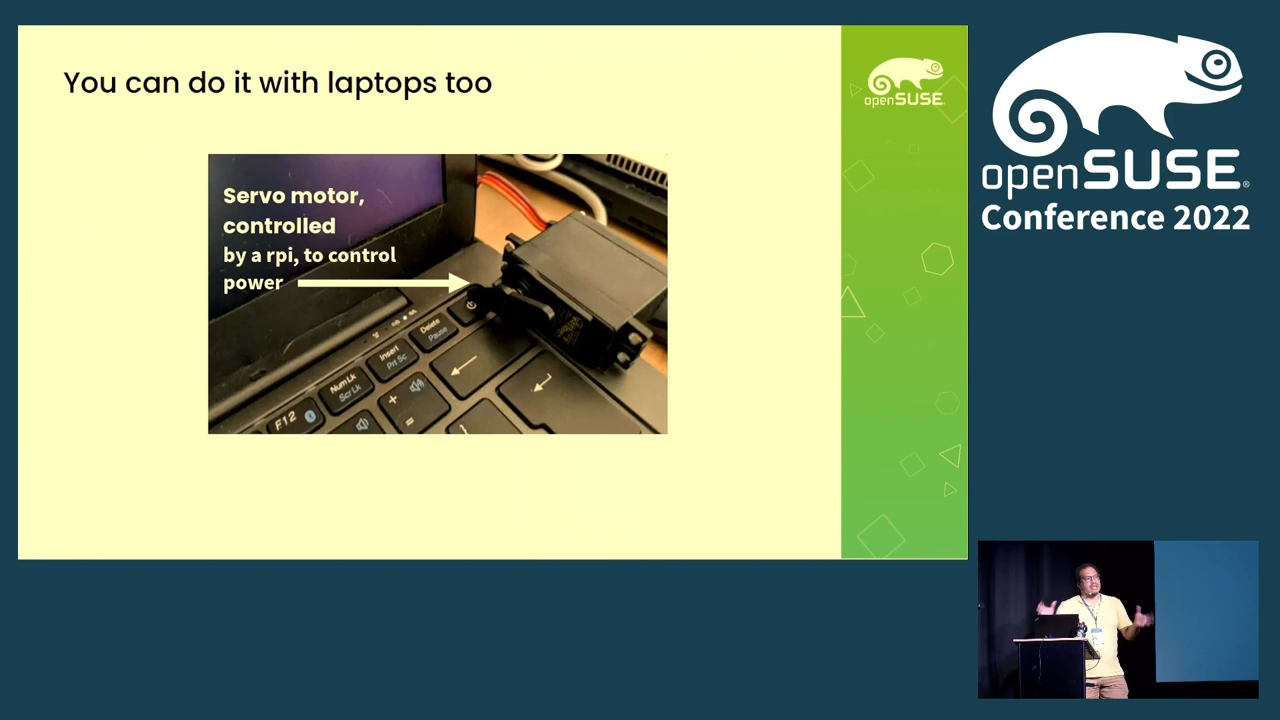 You can do it with laptops too
openSUSE
Servo motor,
controlled
by a rpi, to control
power
Delete
Pause
Insert
Prt Sc
Num Lk
Scr Lk
F12
+
=
openSUSE®
Conference 2022